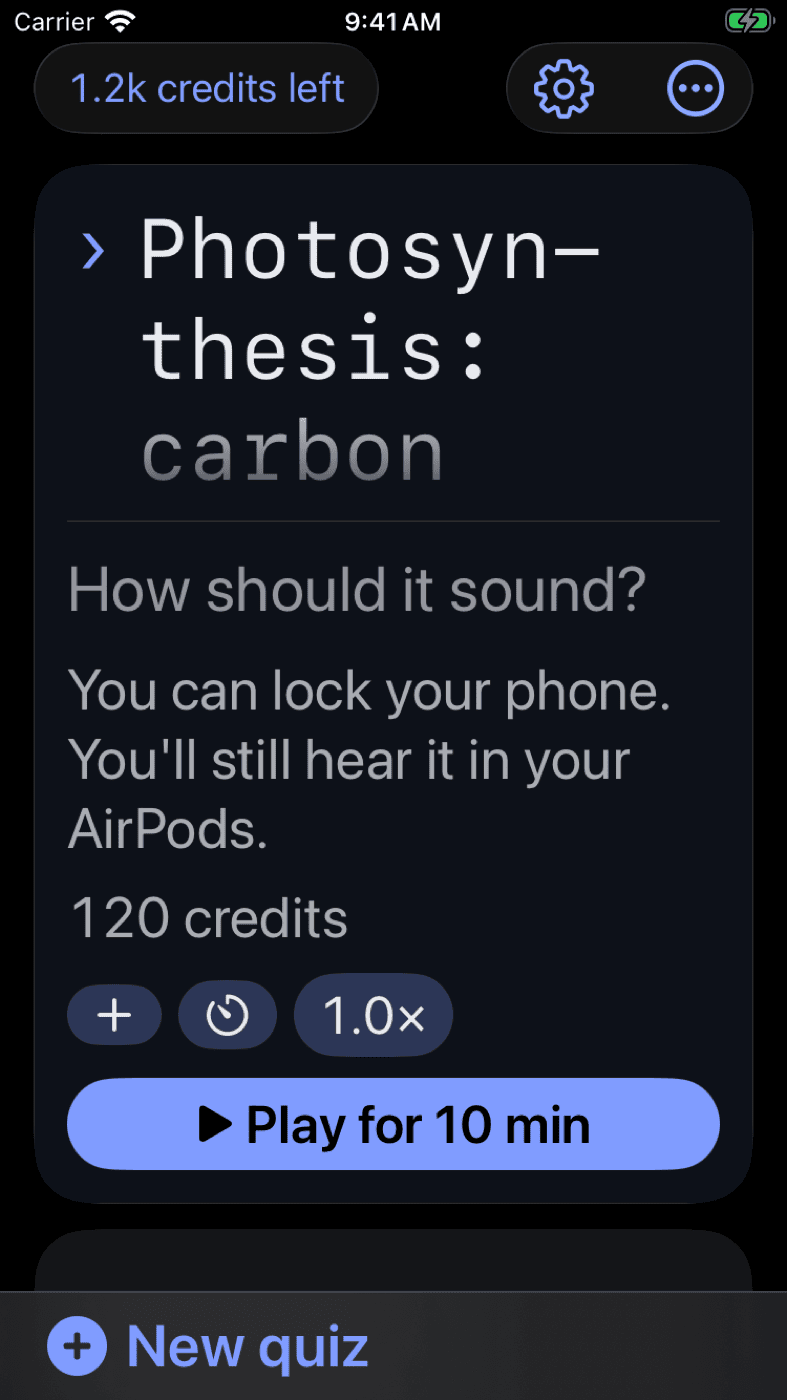 Carrier 9:41 AM
1.2k credits left
Photosyn-
thesis:
carbon
How should it sound?
You can lock your phone.
You'll still hear it in your
AirPods.
120 credits
1.0×
Play for 10 min
New quiz